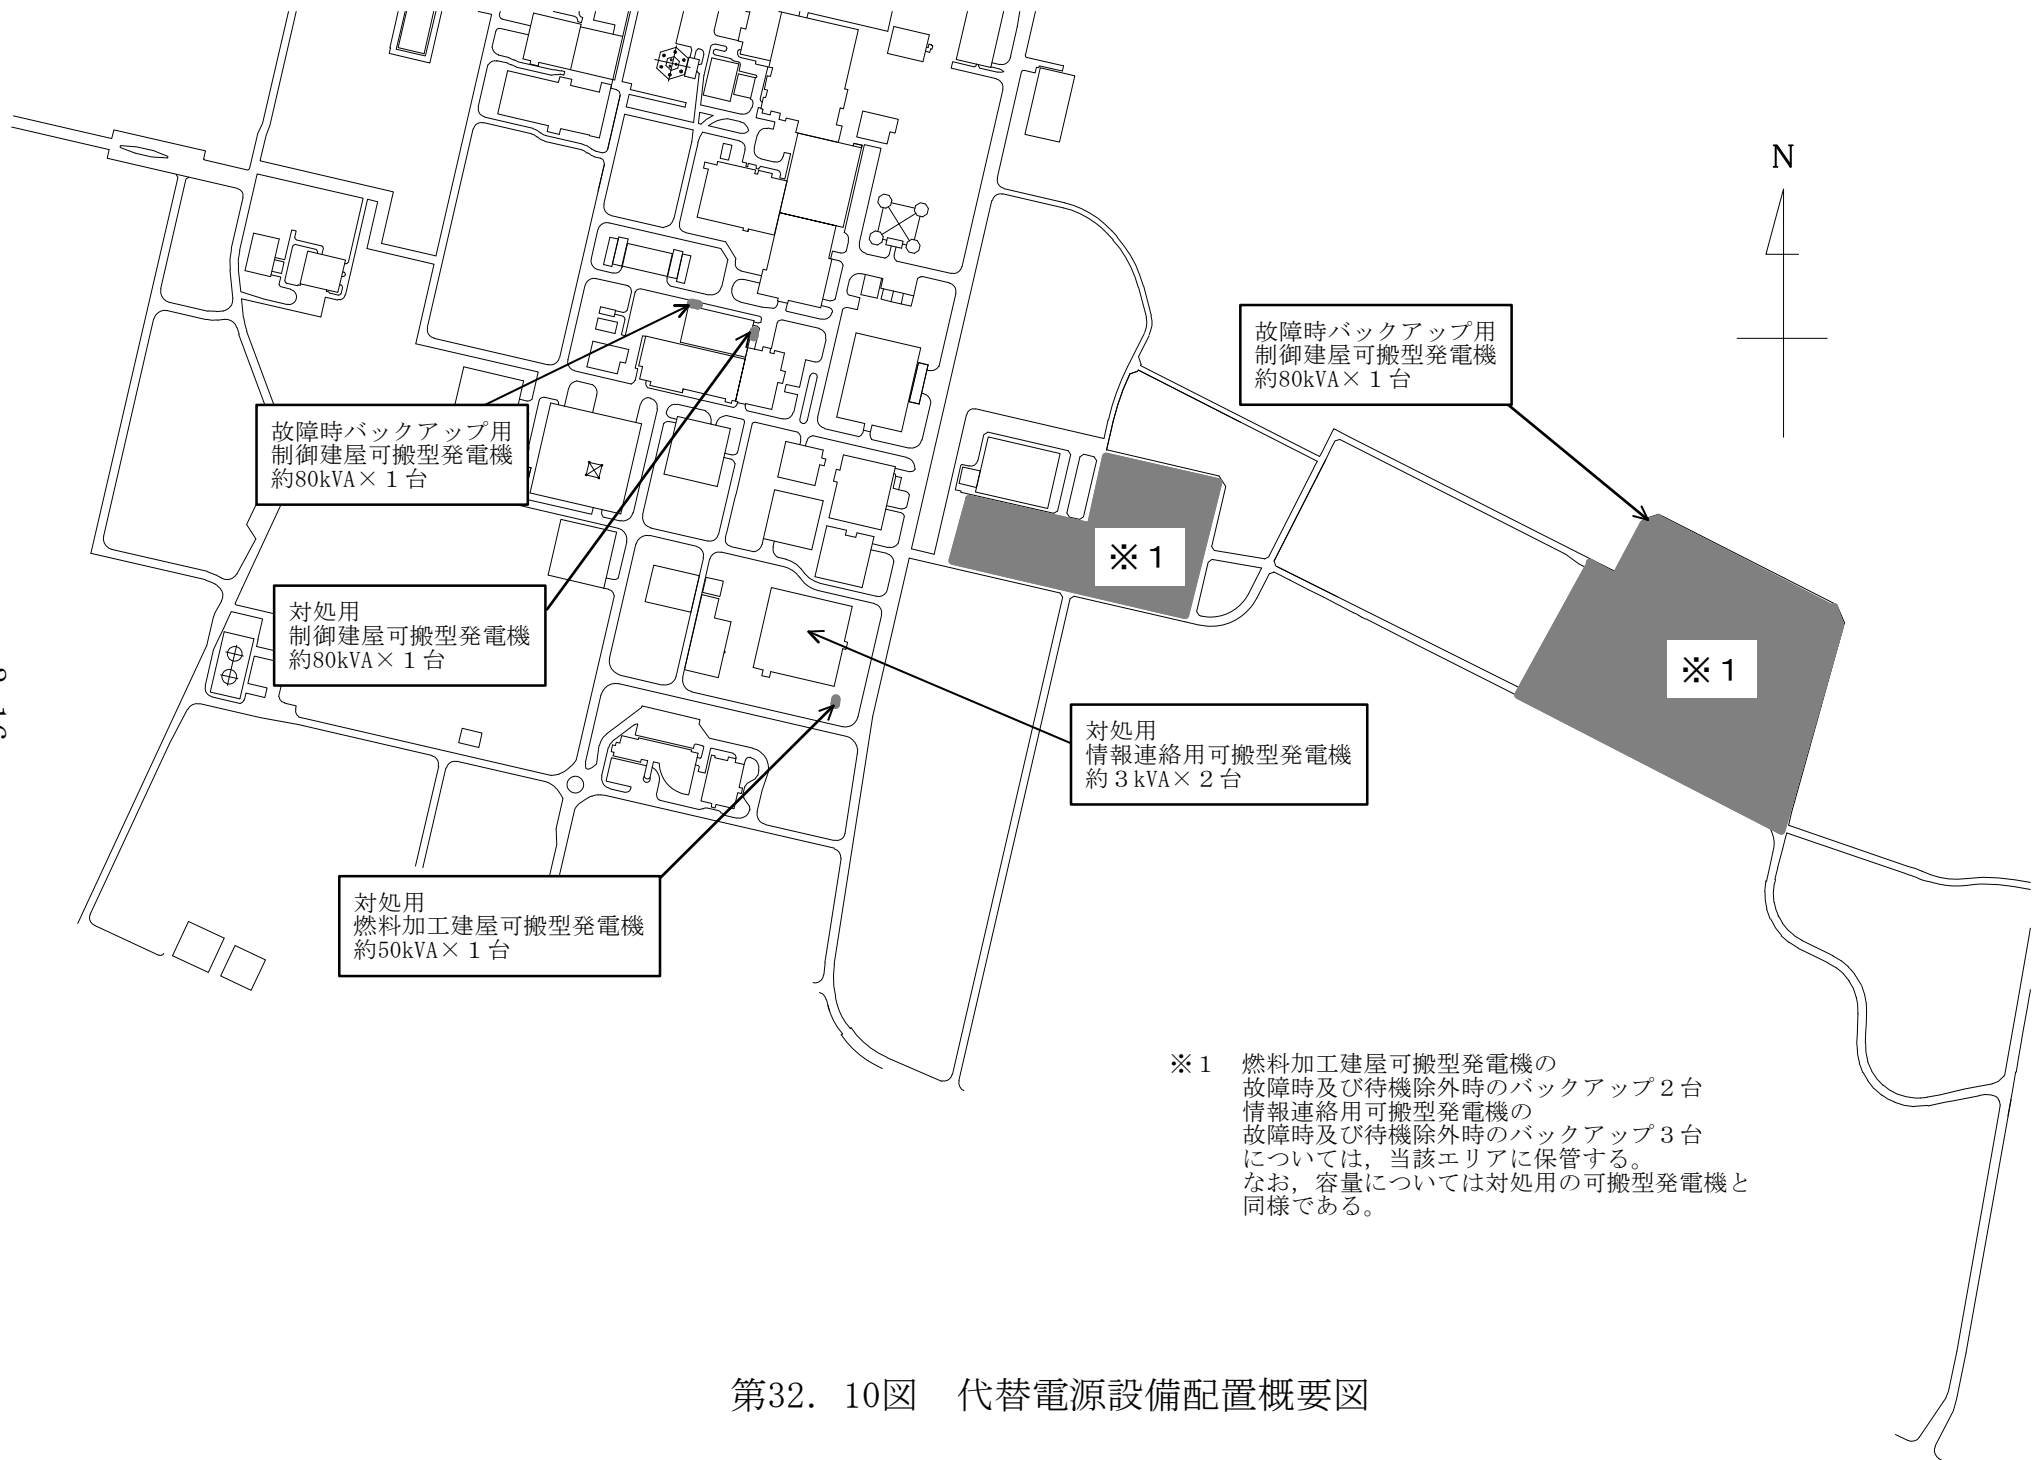 N
故障時バックアップ用
制御建屋可搬型発電機
約80kVA×１台
故障時バックアップ用
制御建屋可搬型発電機
約80kVA×１台
※１
対処用
制御建屋可搬型発電機
約80kVA×１台
※１
対処用
情報連絡用可搬型発電機
約３kVA×２台
対処用
燃料加工建屋可搬型発電機
約50kVA×１台
※１　燃料加工建屋可搬型発電機の
故障時及び待機除外時のバックアップ２台
情報連絡用可搬型発電機の
故障時及び待機除外時のバックアップ３台
については，当該エリアに保管する。
なお，容量については対処用の可搬型発電機と
同様である。
第32．10図　代替電源設備配置概要図